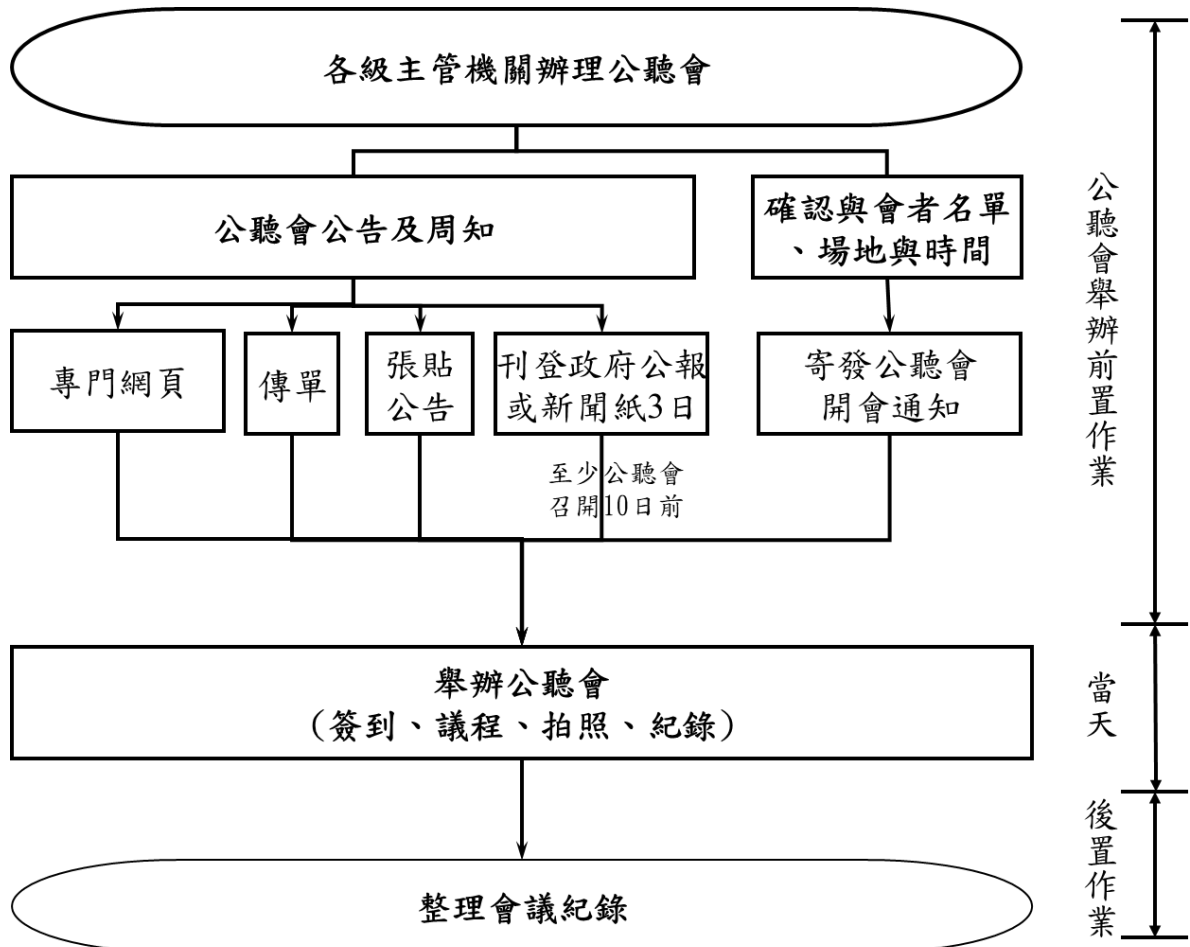 各級主管機關辦理公聽會
公聽會公告及周知
確認與會者名單
、場地與時間
專門網頁
傳單
張貼
公告
刊登政府公報
或新聞紙3日
寄發公聽會
開會通知
至少公聽會
召開10日前
舉辦公聽會
（簽到、議程、拍照、紀錄）
整理會議紀錄
公聽會舉辦前置作業
當天
後置作業